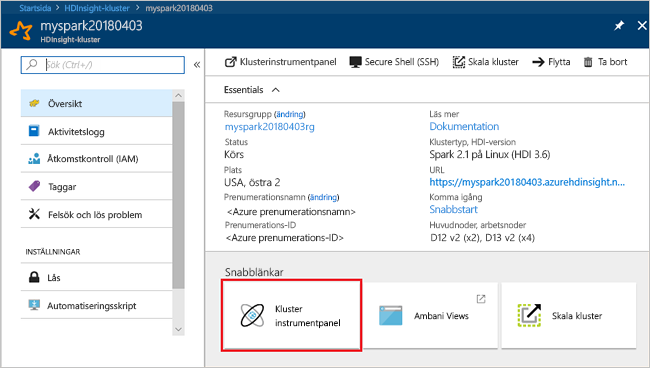 Startsida > HDInsight-kluster > myspark20180403
myspark20180403
HDInsight-kluster
Sök (Ctrl+/)
Översikt
Aktivitetslogg
Åtkomstkontroll (IAM)
Taggar
Felsök och lös problem
INSTÄLLNINGAR
Lås
Automatiseringsskript
Klusterinstrumentpanel
Secure Shell (SSH)
Skala kluster
Flytta
Ta bort
Essentials
Resursgrupp (ändring)
myspark20180403rg
Status
Körs
Plats
USA, östra 2
Prenumerationsnamn (ändring)
<Azure prenumerationsnamn>
Prenumerations-ID
<Azure prenumerations-ID>
Läs mer
Dokumentation
Klustertyp, HDI-version
Spark 2.1 på Linux (HDI 3.6)
URL
https://myspark20180403.azurehdinsight.n...
Komma igång
Snabbstart
Huvudnoder, arbetsnoder
D12 v2 (x2), D13 v2 (x4)
Snabblänkar
Kluster
instrumentpanel
Ambani Views
Skala kluster